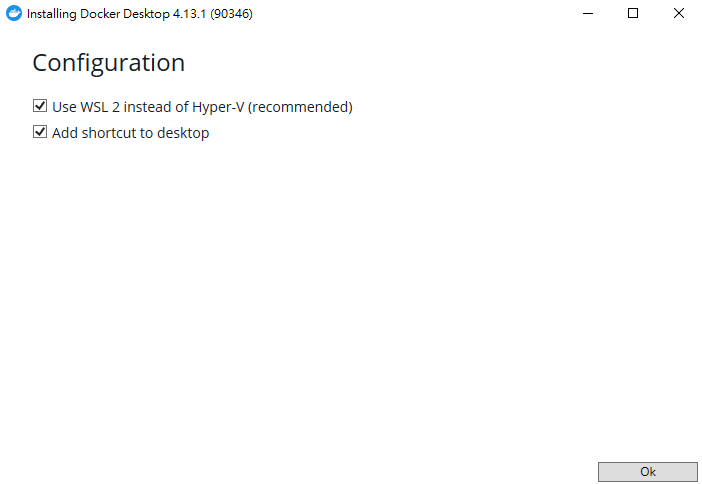 Installing Docker Desktop 4.13.1 (90346)
Configuration
Use WSL 2 instead of Hyper-V (recommended)
Add shortcut to desktop
Ok